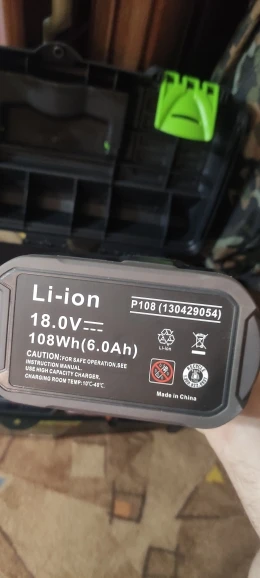 Li-ion
P108 (130429054)
18.0V
108Wh(6.0Ah)
Li-ion
CAUTION:FOR SAFE OPERATION,SEE
INSTRUCTION MANUAL.
USE HIGH CAPACITY CHARGER.
CHARGING ROOM TEMP:10℃-40℃.
Made in China